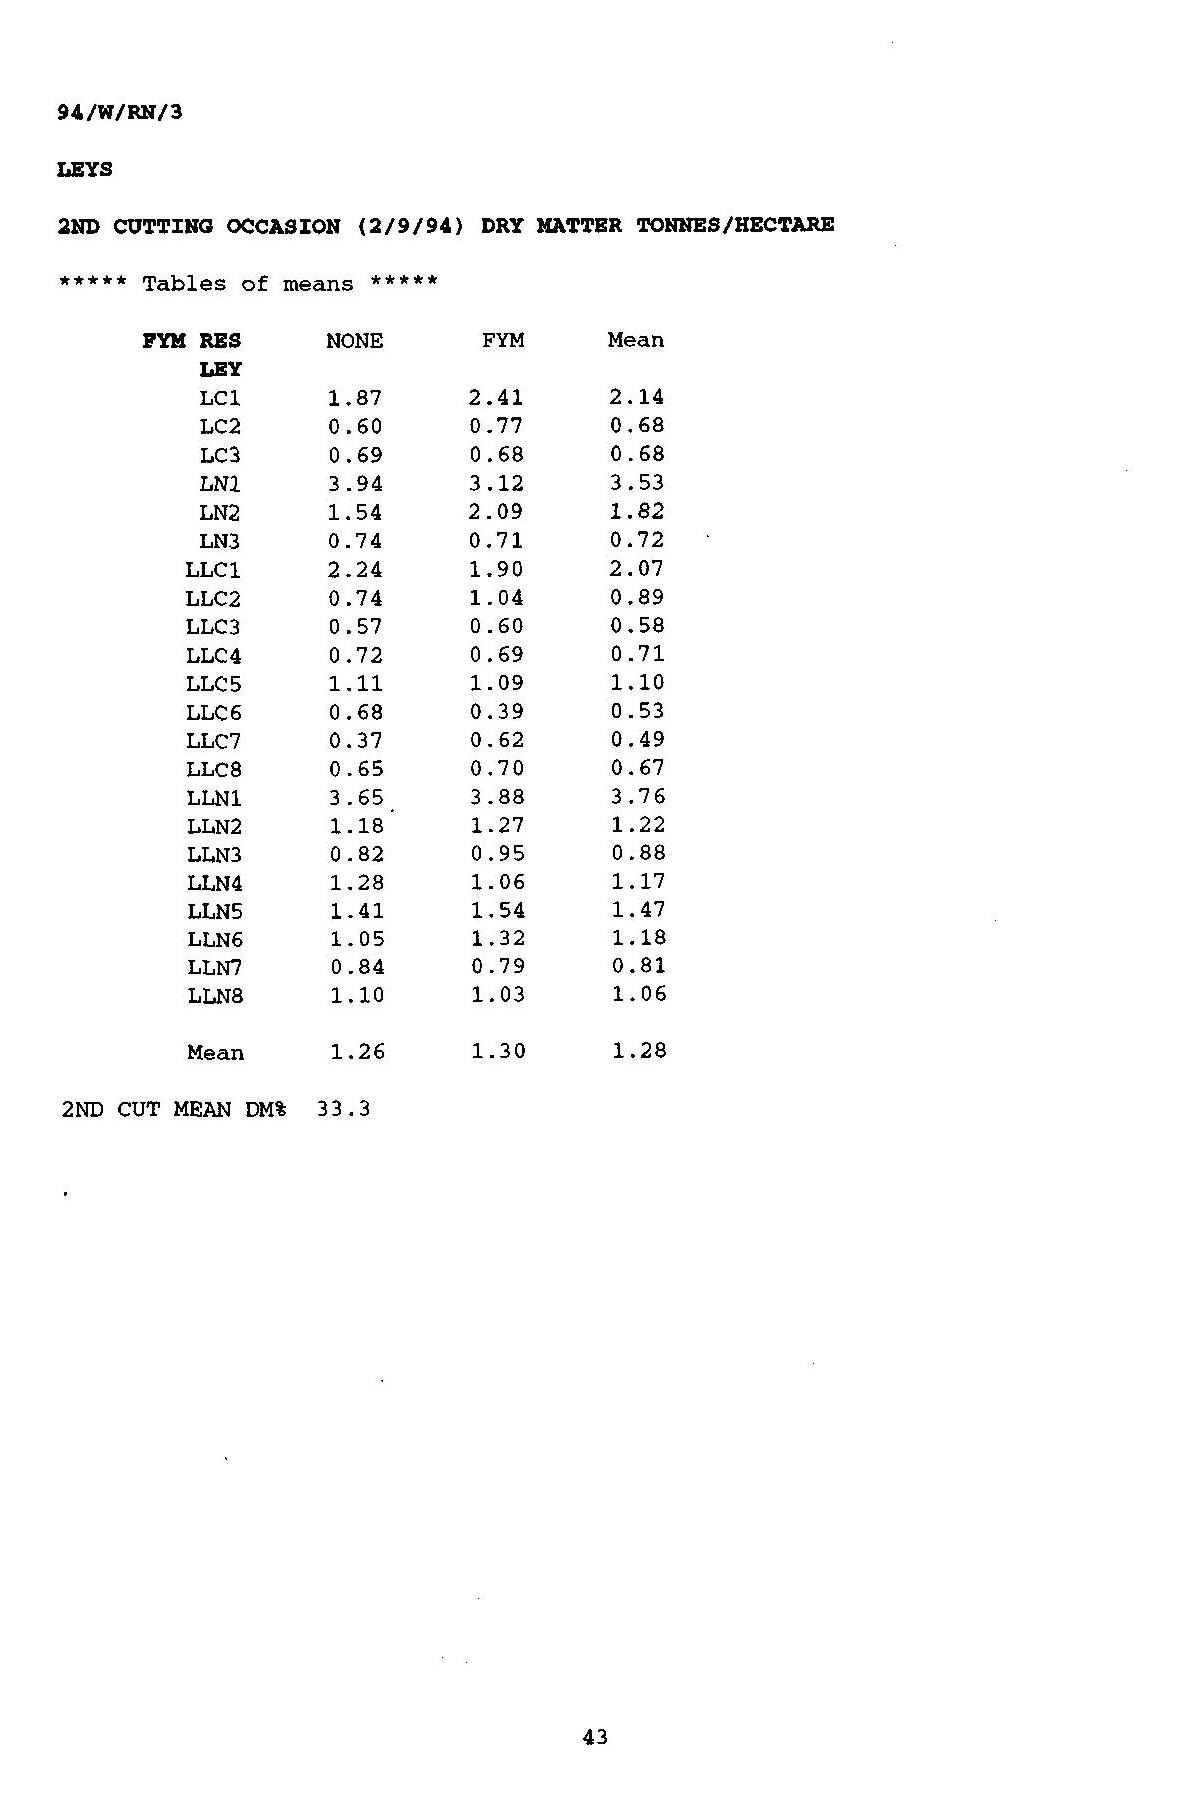 94/W/RN/3
LEYS
2ND CUTTING OCCASION (2/9/94) DRY MATTER TONNES/HECTARE
***** Tables of means *****
FYM RES NONE FYM Mean
LEY
LC1 1.87 2.41 2.14
LC2 0.60 0.77 0.68
LC3 0.69 0.68 0.68
LN1 3.94 3.12 3.53
LN2 1.54 2.09 1.82
LN3 0.74 0.71 0.72
LLC1 2.24 1.90 2.07
LLC2 0.74 1.04 0.89
LLC3 0.57 0.60 0.58
LLC4 0.72 0.69 0.71
LLC5 1.11 1.09 1.10
LLC6 0.68 0.39 0.53
LLC7 0.37 0.62 0.49
LLC8 0.65 0.70 0.67
LLN1 3.65 3.88 3.76
LLN2 1.18 1.27 1.22
LLN3 0.82 0.95 0.88
LLN4 1.28 1.06 1.17
LLN5 1.41 1.54 1.47
LLN6 1.05 1.32 1.18
LLN7 0.84 0.79 0.81
LLN8 1.10 1.03 1.06
Mean 1.26 1.30 1.28
2ND CUT MEAN DM% 33.3
43